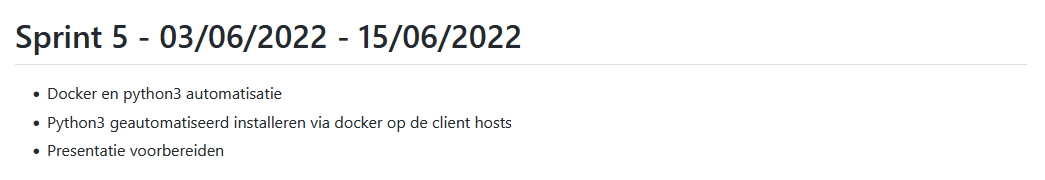 Sprint 5 - 03/06/2022 - 15/06/2022
Docker en python3 automatisatie
Python3 geautomatiseerd installeren via docker op de client hosts
Presentatie voorbereiden